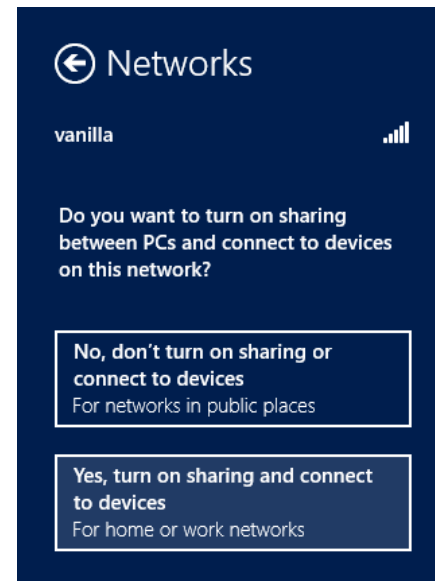 Networks
vanilla
Do you want to turn on sharing
between PCs and connect to devices
on this network?
No, don't turn on sharing or
connect to devices
For networks in public places
Yes, turn on sharing and connect
to devices
For home or work networks